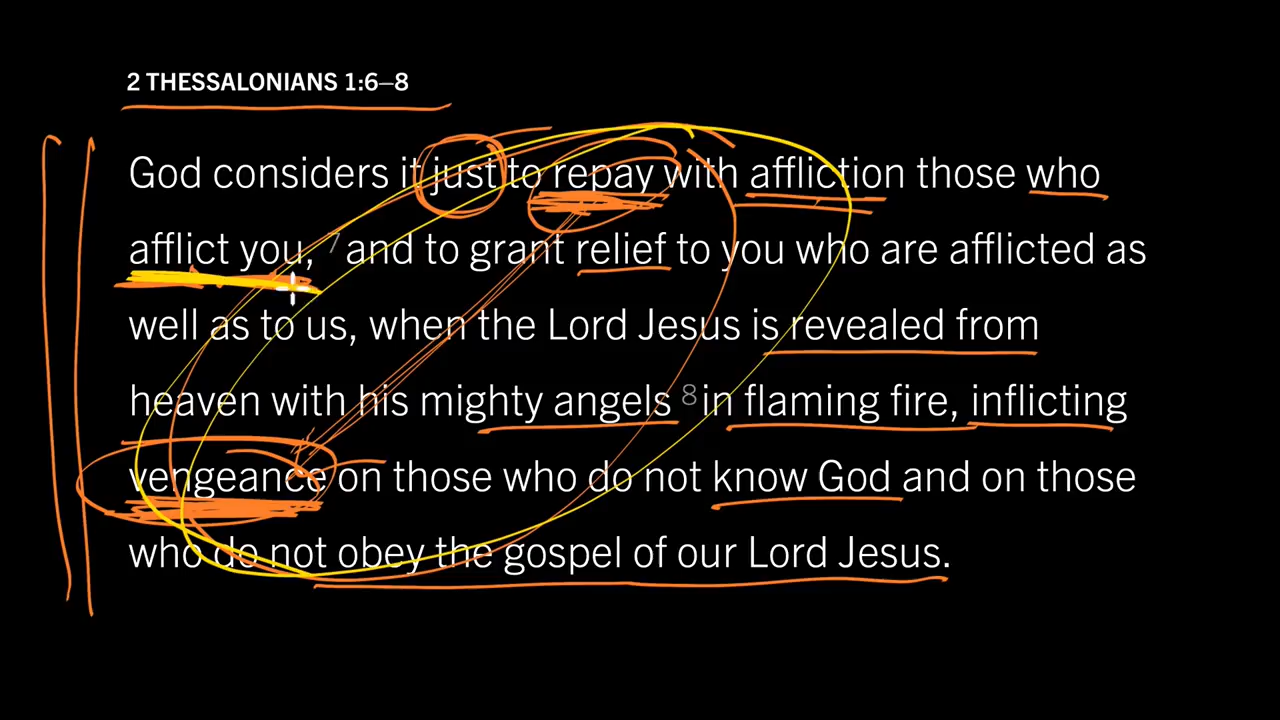 2 THESSALONIANS 1:6–8
God considers it just to repay with affliction those who
afflict you, 7 and to grant relief to you who are afflicted as
well as to us, when the Lord Jesus is revealed from
heaven with his mighty angels 8 in flaming fire, inflicting
vengeance on those who do not know God and on those
who do not obey the gospel of our Lord Jesus.